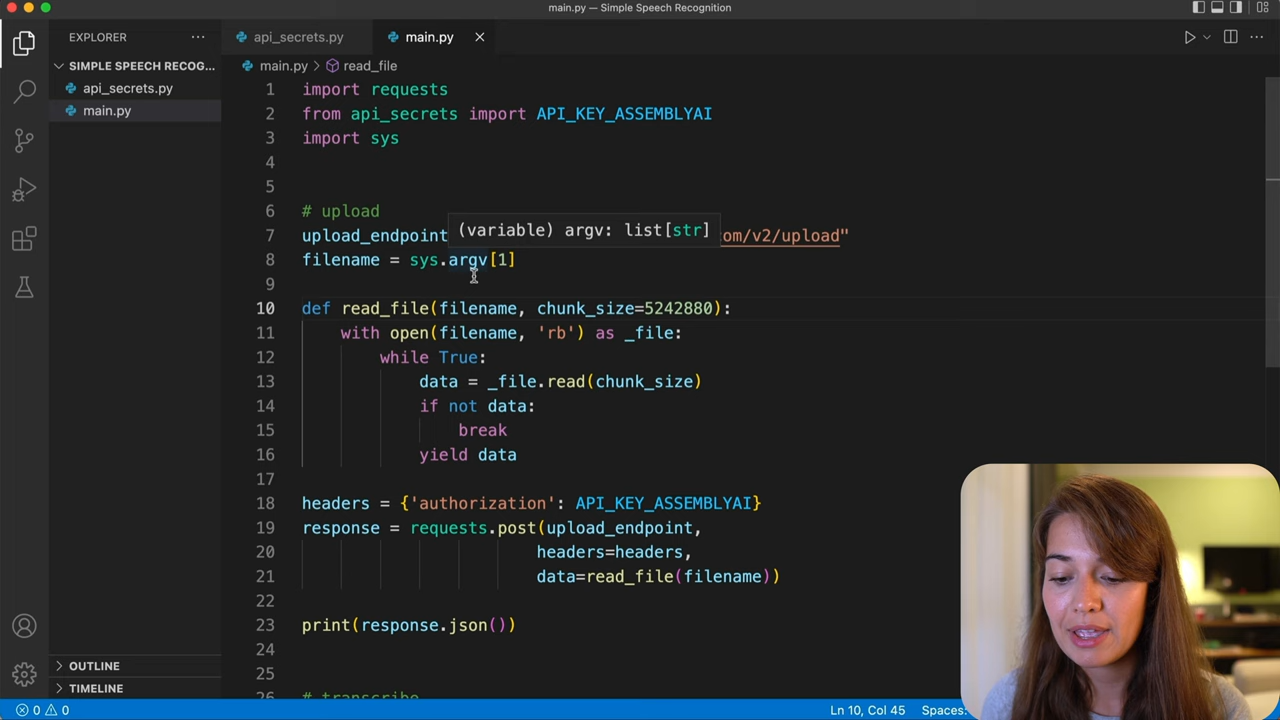 main.py — Simple Speech Recognition
EXPLORER
api_secrets.py
main.py
SIMPLE SPEECH RECOG...
main.py > read_file
api_secrets.py
main.py
1 import requests
2 from api_secrets import API_KEY_ASSEMBLYAI
3 import sys
4
5
6 # upload
(variable) argv: list[str]
7 upload_endpoint om/v2/upload"
8 filename = sys.argv[1]
9
10 def read_file(filename, chunk_size=5242880):
11 with open(filename, 'rb') as _file:
12 while True:
13 data = _file.read(chunk_size)
14 if not data:
15 break
16 yield data
17
18 headers = {'authorization': API_KEY_ASSEMBLYAI}
19 response = requests.post(upload_endpoint,
20 headers=headers,
21 data=read_file(filename))
22
23 print(response.json())
24
25
26 # transcribe
OUTLINE
TIMELINE
0 0
Ln 10, Col 45
Spaces: